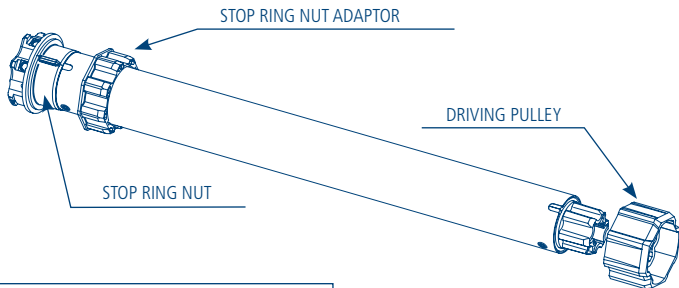 STOP RING NUT ADAPTOR
DRIVING PULLEY
STOP RING NUT